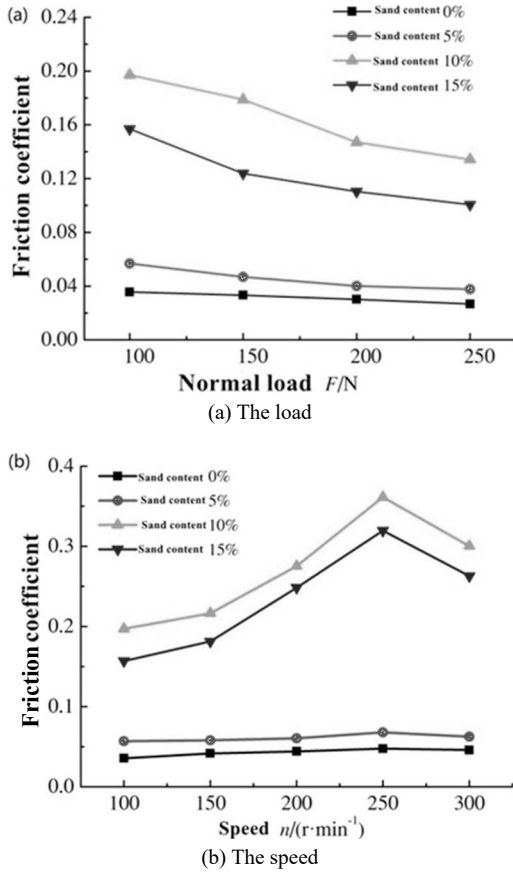 (a)
0.24
0.20
0.16
0.12
0.08
0.04
0.00
Friction coefficient
Sand content 0%
Sand content 5%
Sand content 10%
Sand content 15%
100 150 200 250
Normal load F/N
(a) The load
(b)
0.4
0.3
0.2
0.1
0.0
Friction coefficient
Sand content 0%
Sand content 5%
Sand content 10%
Sand content 15%
100 150 200 250 300
Speed n/(r·min⁻¹)
(b) The speed